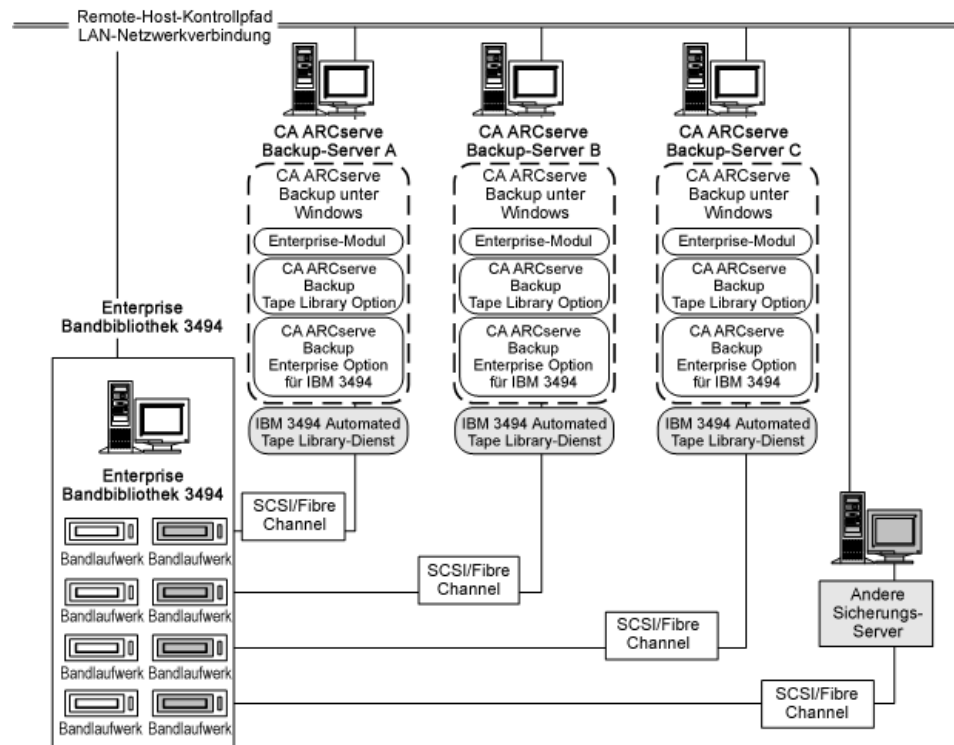 Remote-Host-Kontrollpfad
LAN-Netzwerkverbindung
CA ARCserve
Backup-Server A
CA ARCserve
Backup unter
Windows
Enterprise-Modul
CA ARCserve
Backup
Tape Library Option
CA ARCserve
Backup
Enterprise Option
für IBM 3494
IBM 3494 Automated
Tape Library-Dienst
SCSI/Fibre
Channel
CA ARCserve
Backup-Server B
CA ARCserve
Backup unter
Windows
Enterprise-Modul
CA ARCserve
Backup
Tape Library Option
CA ARCserve
Backup
Enterprise Option
für IBM 3494
IBM 3494 Automated
Tape Library-Dienst
SCSI/Fibre
Channel
CA ARCserve
Backup-Server C
CA ARCserve
Backup unter
Windows
Enterprise-Modul
CA ARCserve
Backup
Tape Library Option
CA ARCserve
Backup
Enterprise Option
für IBM 3494
IBM 3494 Automated
Tape Library-Dienst
SCSI/Fibre
Channel
Andere
Sicherungs-
Server
SCSI/Fibre
Channel
Enterprise
Bandbibliothek 3494
Enterprise
Bandbibliothek 3494
Bandlaufwerk Bandlaufwerk
Bandlaufwerk Bandlaufwerk
Bandlaufwerk Bandlaufwerk
Bandlaufwerk Bandlaufwerk